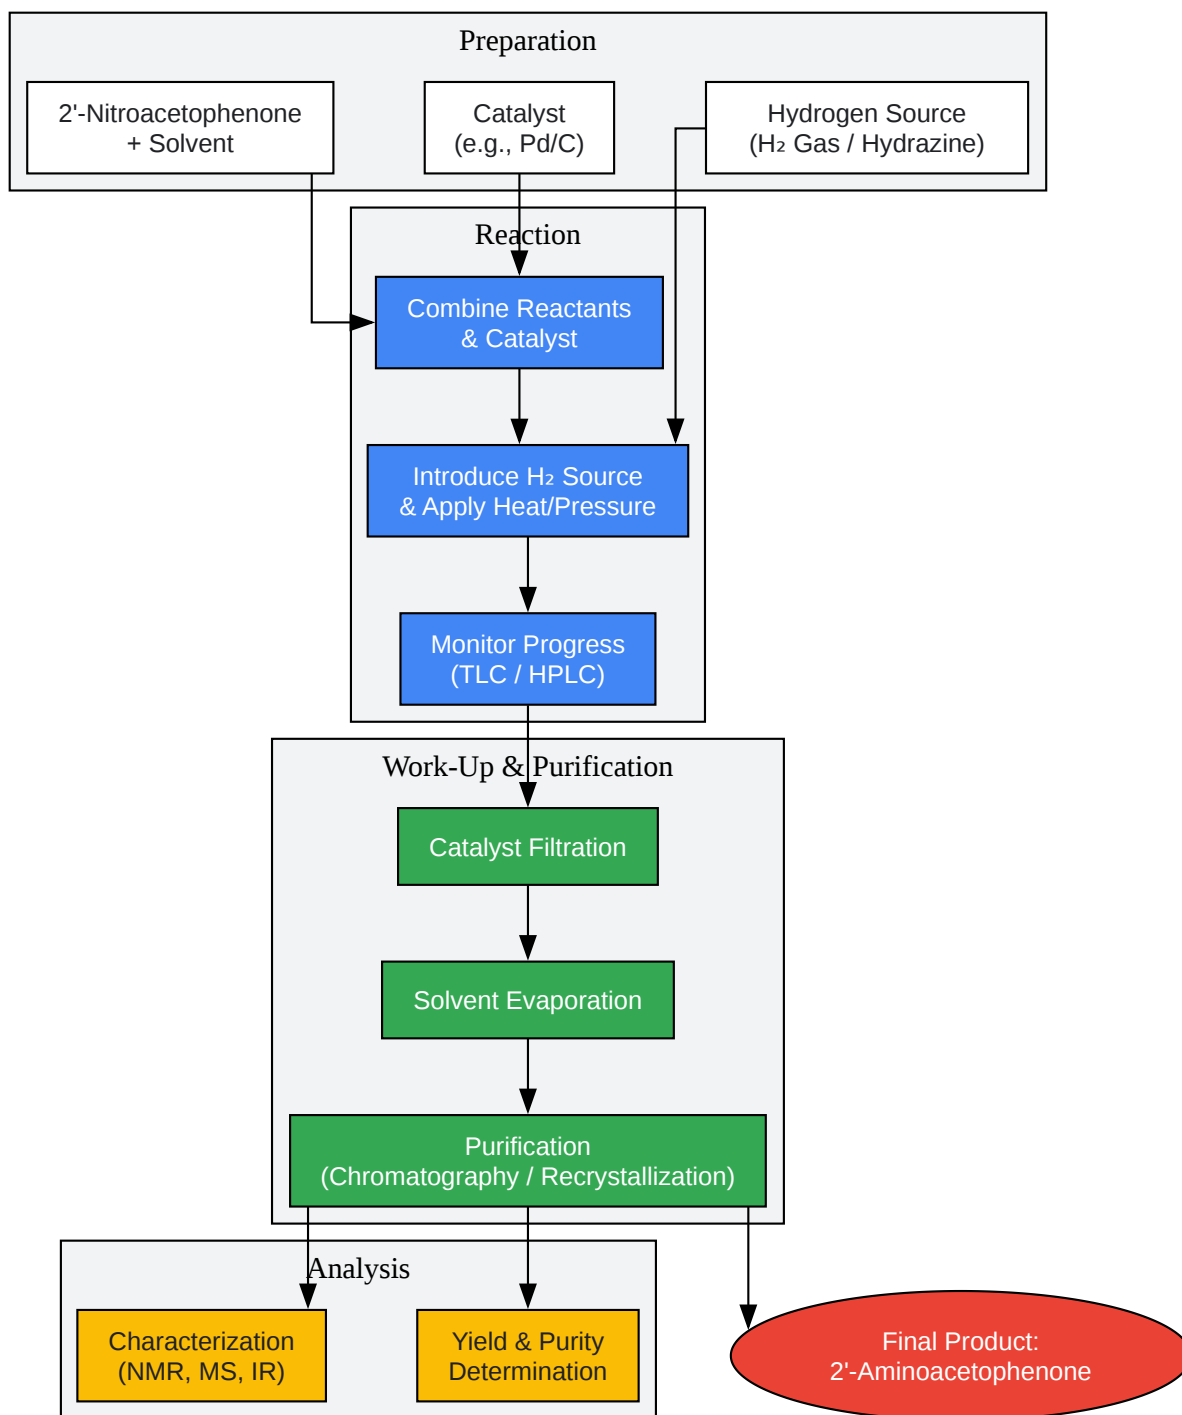 Preparation
2'-Nitroacetophenone
+ Solvent
Catalyst
(e.g., Pd/C)
Hydrogen Source
(H₂ Gas / Hydrazine)
Reaction
Combine Reactants
& Catalyst
Introduce H₂ Source
& Apply Heat/Pressure
Monitor Progress
(TLC / HPLC)
Work-Up & Purification
Catalyst Filtration
Solvent Evaporation
Purification
(Chromatography / Recrystallization)
Analysis
Characterization
(NMR, MS, IR)
Yield & Purity
Determination
Final Product:
2'-Aminoacetophenone